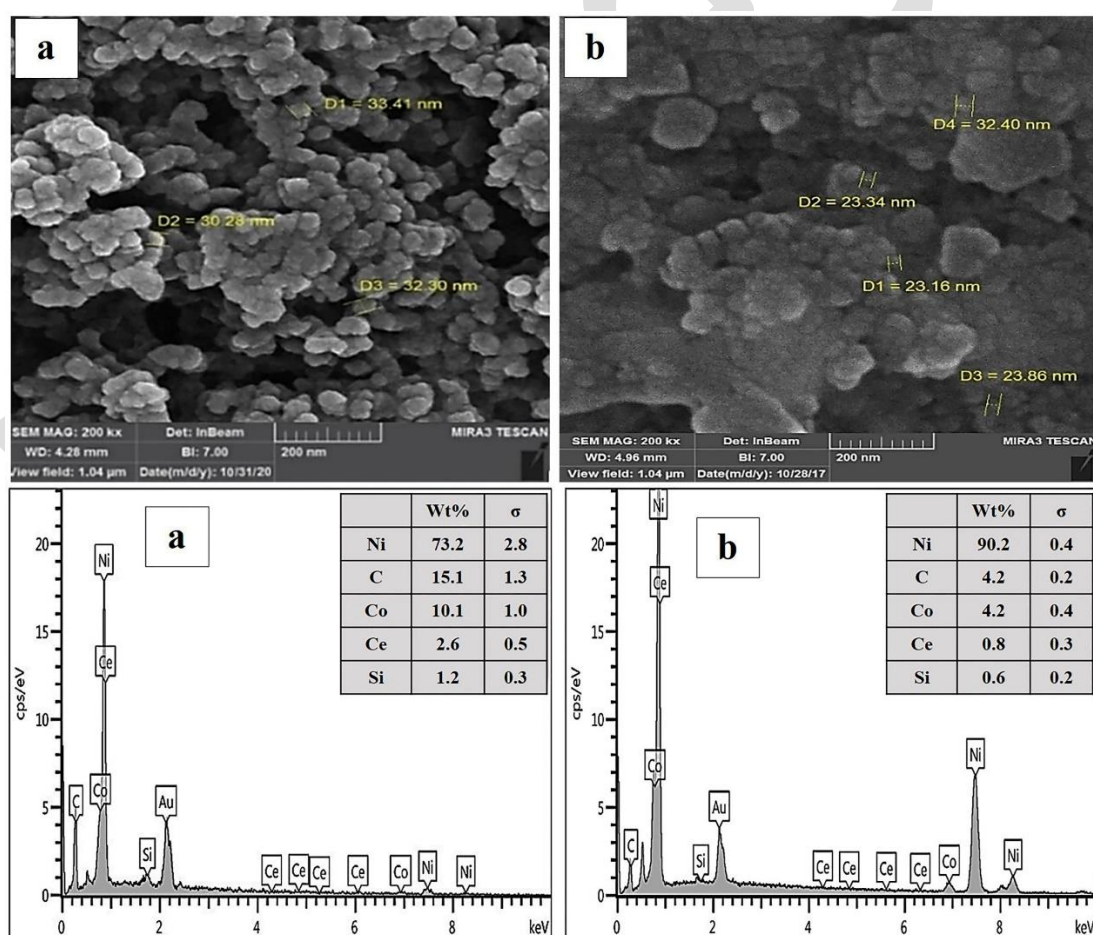 a
D1 = 33.41 nm
D2 = 30.28 nm
D3 = 32.30 nm
SEM MAG: 200 kx Det: InBeam MIRA3 TESCAN
WD: 4.28 mm BI: 7.00 200 nm
View field: 1.04 µm Date(m/d/y): 10/31/20
b
D4 = 32.40 nm
D2 = 23.34 nm
D1 = 23.16 nm
D3 = 23.86 nm
SEM MAG: 200 kx Det: InBeam MIRA3 TESCAN
WD: 4.96 mm BI: 7.00 200 nm
View field: 1.04 µm Date(m/d/y): 10/28/17
a
Wt% σ
Ni 73.2 2.8
C 15.1 1.3
Co 10.1 1.0
Ce 2.6 0.5
Si 1.2 0.3
cps/eV
20
15
10
5
0
Ni
Ce
C Co Au
Si Ce Ce Ce Ce Co Ni Ni
0 2 4 6 8 keV
b
Wt% σ
Ni 90.2 0.4
C 4.2 0.2
Co 4.2 0.4
Ce 0.8 0.3
Si 0.6 0.2
cps/eV
20
15
10
5
0
Ni
Ce
Co Ni
Au
C Si Ce Ce Ce Ce Co Ni
0 2 4 6 8 keV